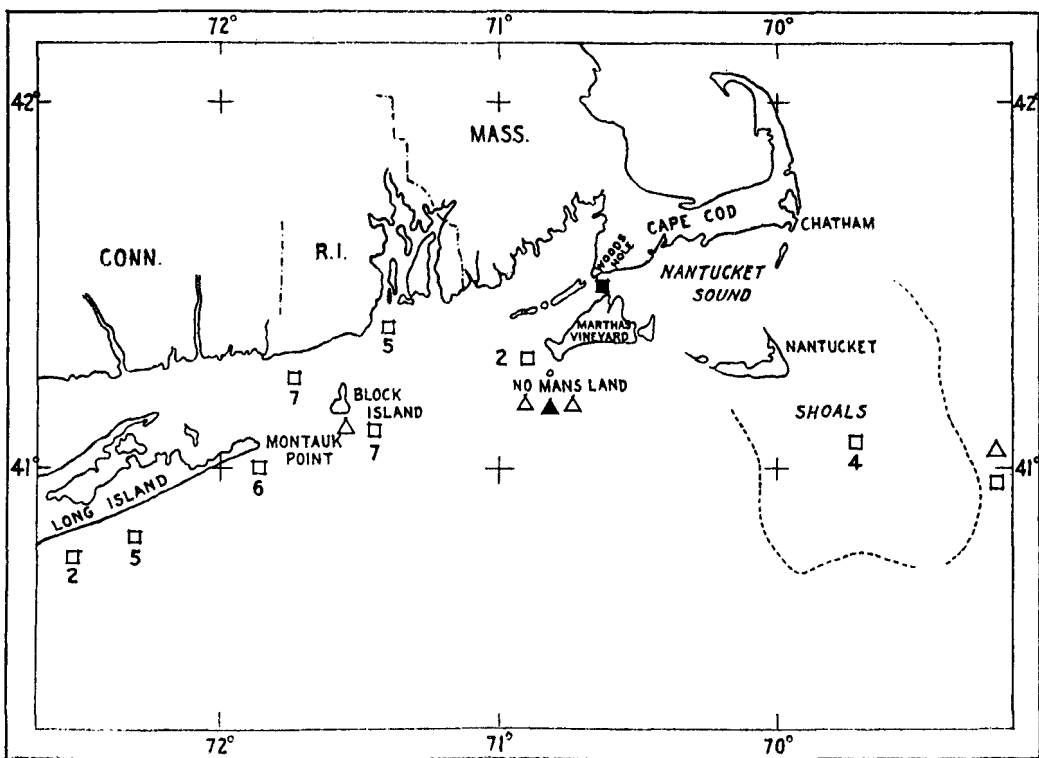 72° 71° 70°
42° 42°
MASS.
CAPE COD
CHATHAM
CONN.
R.I.
WOODS
HOLE
NANTUCKET
SOUND
5
MARTHAS
VINEYARD
2
NANTUCKET
7
NO MANS LAND
BLOCK
ISLAND
SHOALS
MONTAUK
POINT
7
4
41° 41°
6
LONG ISLAND
5
2
72° 71° 70°